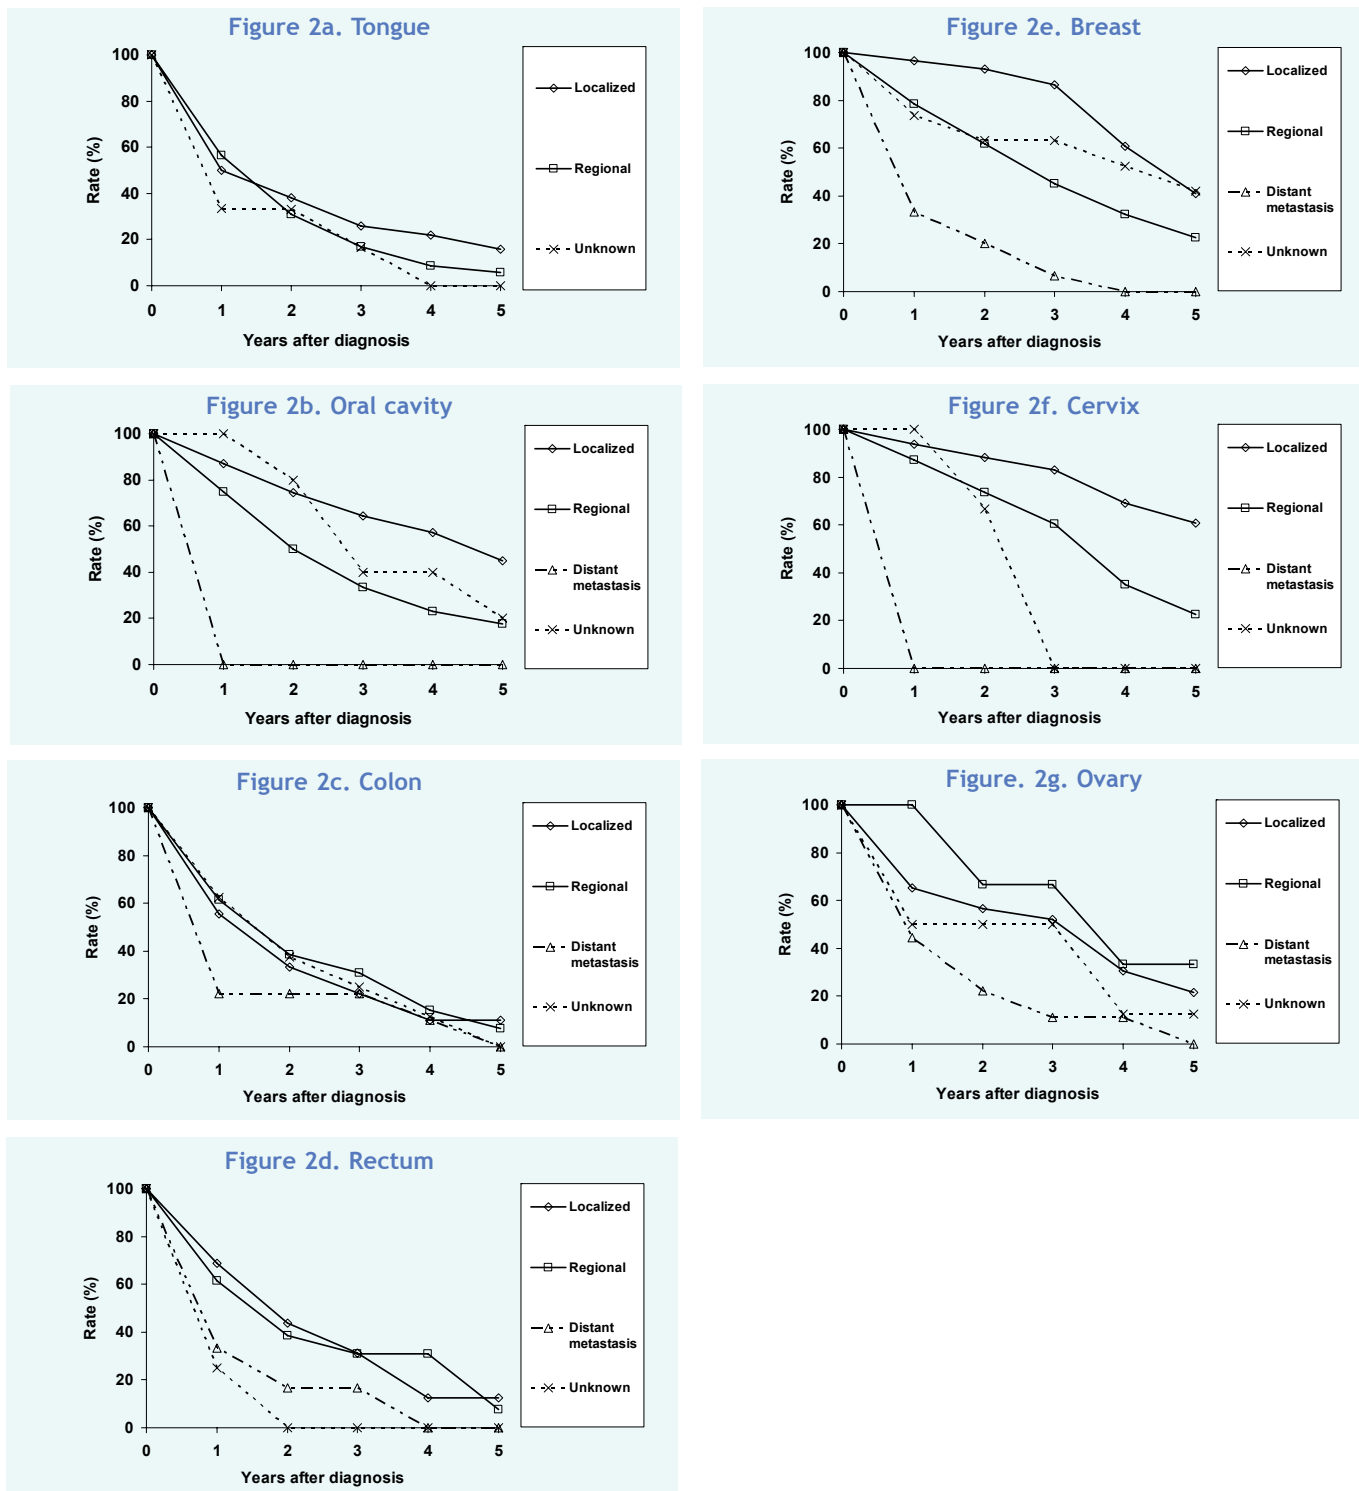 Figure 2a. Tongue
100
80
60
40
20
0
Rate (%)
0 1 2 3 4 5
Years after diagnosis
Localized
Regional
Unknown
Figure 2e. Breast
100
80
60
40
20
0
Rate (%)
0 1 2 3 4 5
Years after diagnosis
Localized
Regional
Distant
metastasis
Unknown
Figure 2b. Oral cavity
100
80
60
40
20
0
Rate (%)
0 1 2 3 4 5
Years after diagnosis
Localized
Regional
Distant
metastasis
Unknown
Figure 2f. Cervix
100
80
60
40
20
0
Rate (%)
0 1 2 3 4 5
Years after diagnosis
Localized
Regional
Distant
metastasis
Unknown
Figure 2c. Colon
100
80
60
40
20
0
Rate (%)
0 1 2 3 4 5
Years after diagnosis
Localized
Regional
Distant
metastasis
Unknown
Figure. 2g. Ovary
100
80
60
40
20
0
Rate (%)
0 1 2 3 4 5
Years after diagnosis
Localized
Regional
Distant
metastasis
Unknown
Figure 2d. Rectum
100
80
60
40
20
0
Rate (%)
0 1 2 3 4 5
Years after diagnosis
Localized
Regional
Distant
metastasis
Unknown